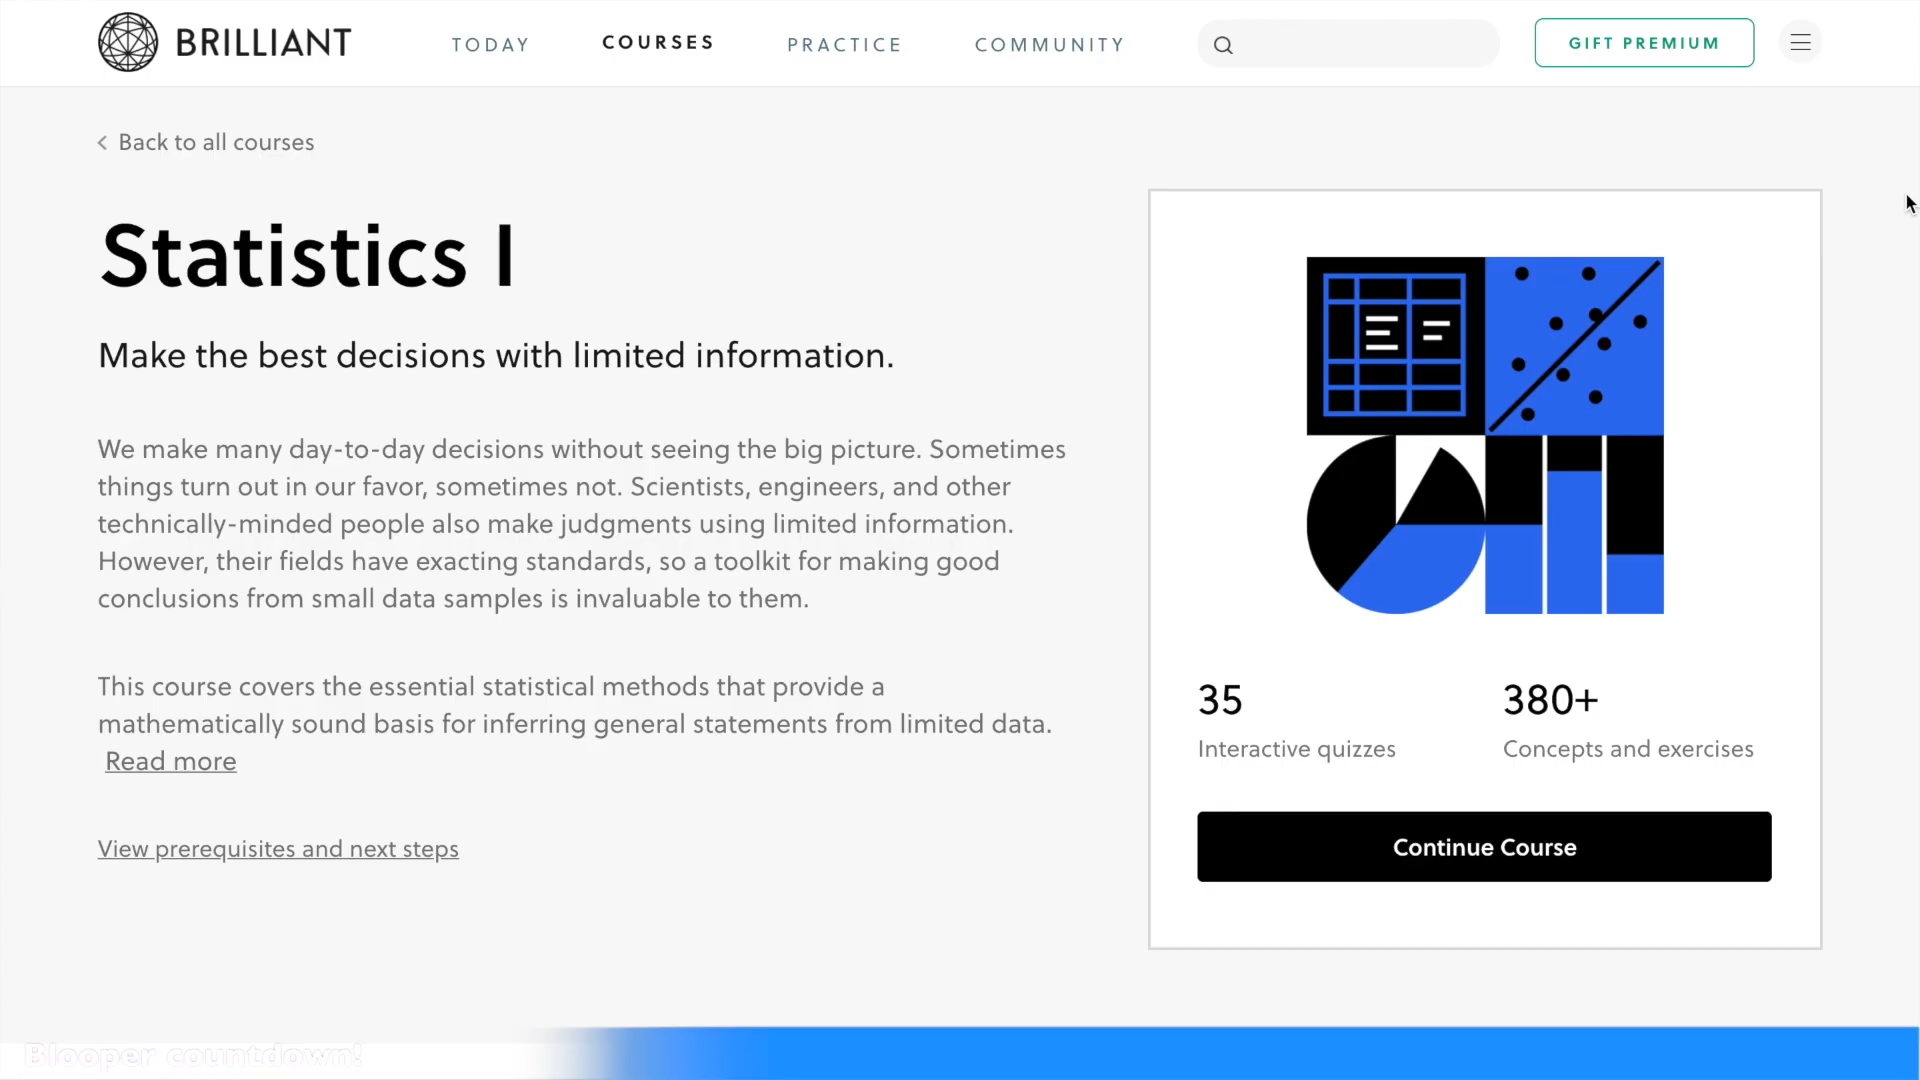 BRILLIANT
TODAY
COURSES
PRACTICE
COMMUNITY
GIFT PREMIUM
Back to all courses
Statistics I
Make the best decisions with limited information.
We make many day-to-day decisions without seeing the big picture. Sometimes
things turn out in our favor, sometimes not. Scientists, engineers, and other
technically-minded people also make judgments using limited information.
However, their fields have exacting standards, so a toolkit for making good
conclusions from small data samples is invaluable to them.
This course covers the essential statistical methods that provide a
mathematically sound basis for inferring general statements from limited data.
Read more
View prerequisites and next steps
35
Interactive quizzes
380+
Concepts and exercises
Continue Course
Blooper countdown!